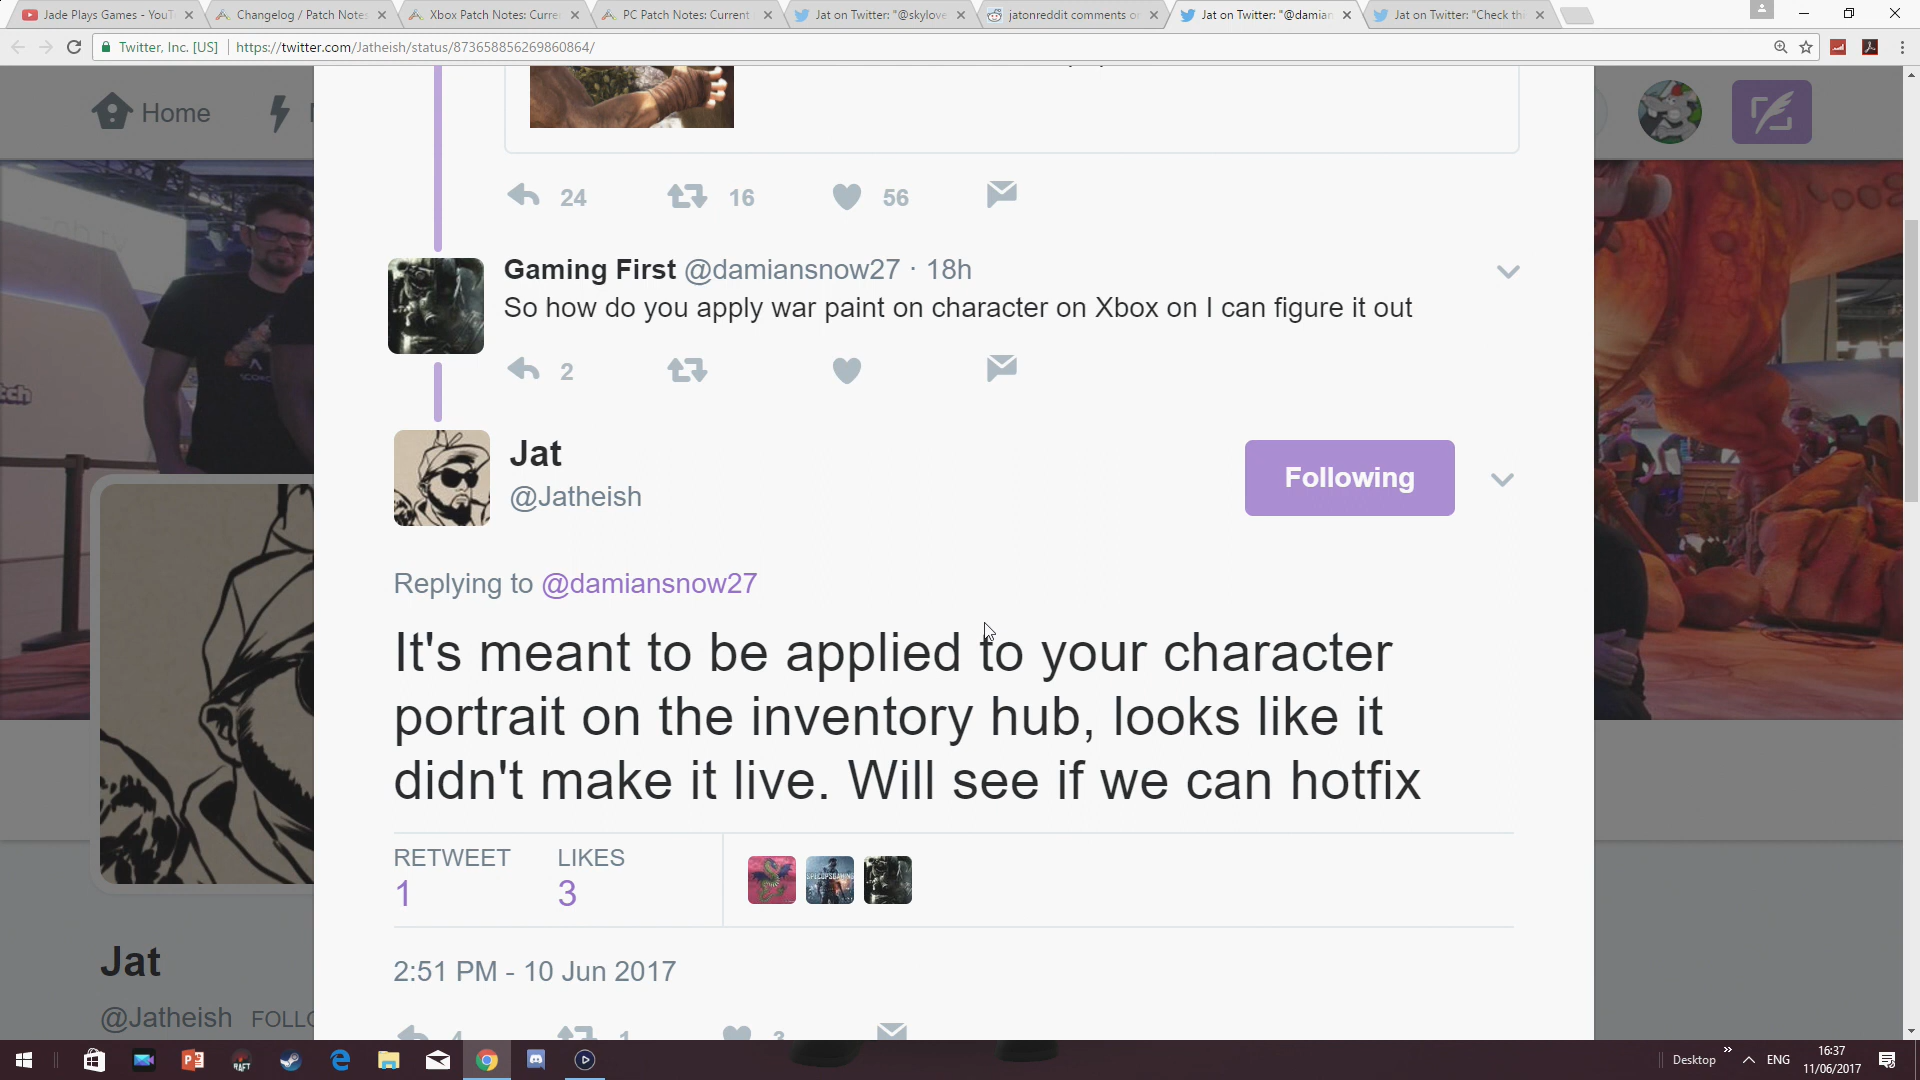 Jade Plays Games - YouT
Changelog / Patch Notes
Xbox Patch Notes: Curre
PC Patch Notes: Current
Jat on Twitter: "@skylove
jatonreddit comments o
Jat on Twitter: "@damian
Jat on Twitter: "Check th
Twitter, Inc. [US]
https://twitter.com/Jatheish/status/873658856269860864/
Home
24
16
56
Gaming First @damiansnow27 · 18h
So how do you apply war paint on character on Xbox on I can figure it out
2
Jat
@Jatheish
Following
Replying to @damiansnow27
It's meant to be applied to your character
portrait on the inventory hub, looks like it
didn't make it live. Will see if we can hotfix
RETWEET
1
LIKES
3
2:51 PM - 10 Jun 2017
Jat
@Jatheish FOLLO
4
1
3
Desktop
ENG
16:37
11/06/2017